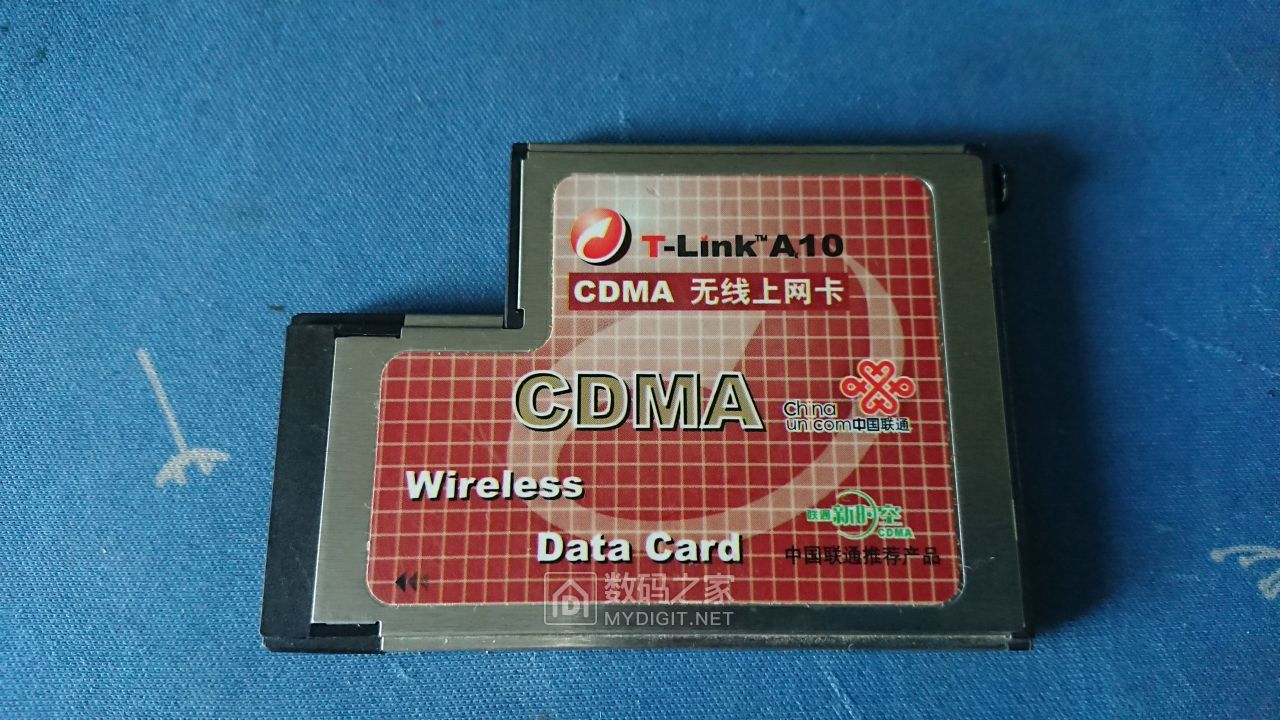 T-Link™ A10
CDMA 无线上网卡
CDMA
China
unicom中国联通
Wireless
联通新时空
CDMA
Data Card
中国联通推荐产品
数码之家
MYDIGIT.NET